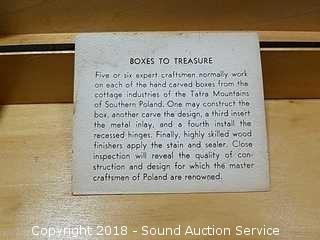 BOXES TO TREASURE
Five or six expert craftsmen normally work
on each of the hand carved boxes from the
cottage industries of the Tatra Mountains
of Southern Poland. One may construct the
box, another carve the design, a third insert
the metal inlay, and a fourth install the
recessed hinges. Finally, highly skilled wood
finishers apply the stain and sealer. Close
inspection will reveal the quality of con-
struction and design for which the master
craftsmen of Poland are renowned.
Copyright 2018 - Sound Auction Service